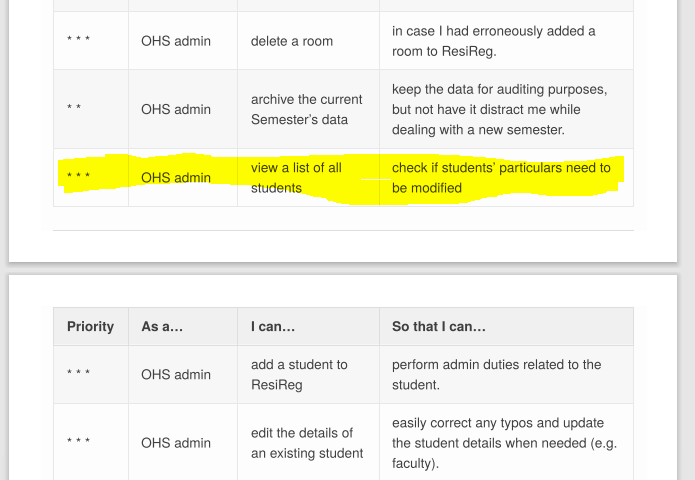 * * *
OHS admin
delete a room
in case I had erroneously added a
room to ResiReg.
* *
OHS admin
archive the current
Semester’s data
keep the data for auditing purposes,
but not have it distract me while
dealing with a new semester.
* * *
OHS admin
view a list of all
students
check if students’ particulars need to
be modified
Priority
As a…
I can…
So that I can…
* * *
OHS admin
add a student to
ResiReg
perform admin duties related to the
student.
* * *
OHS admin
edit the details of
an existing student
easily correct any typos and update
the student details when needed (e.g.
faculty).